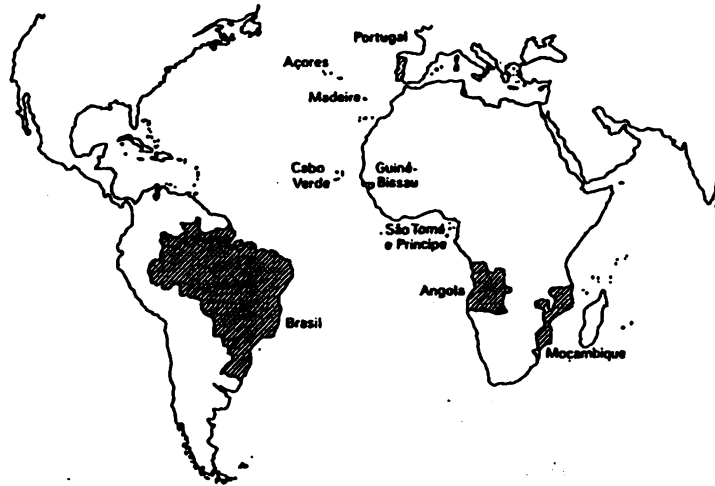 Portugal
Açores
Madeira
Cabo
Verde
Guiné-
Bissau
São Tomé
e Principe
Angola
Brasil
Moçambique